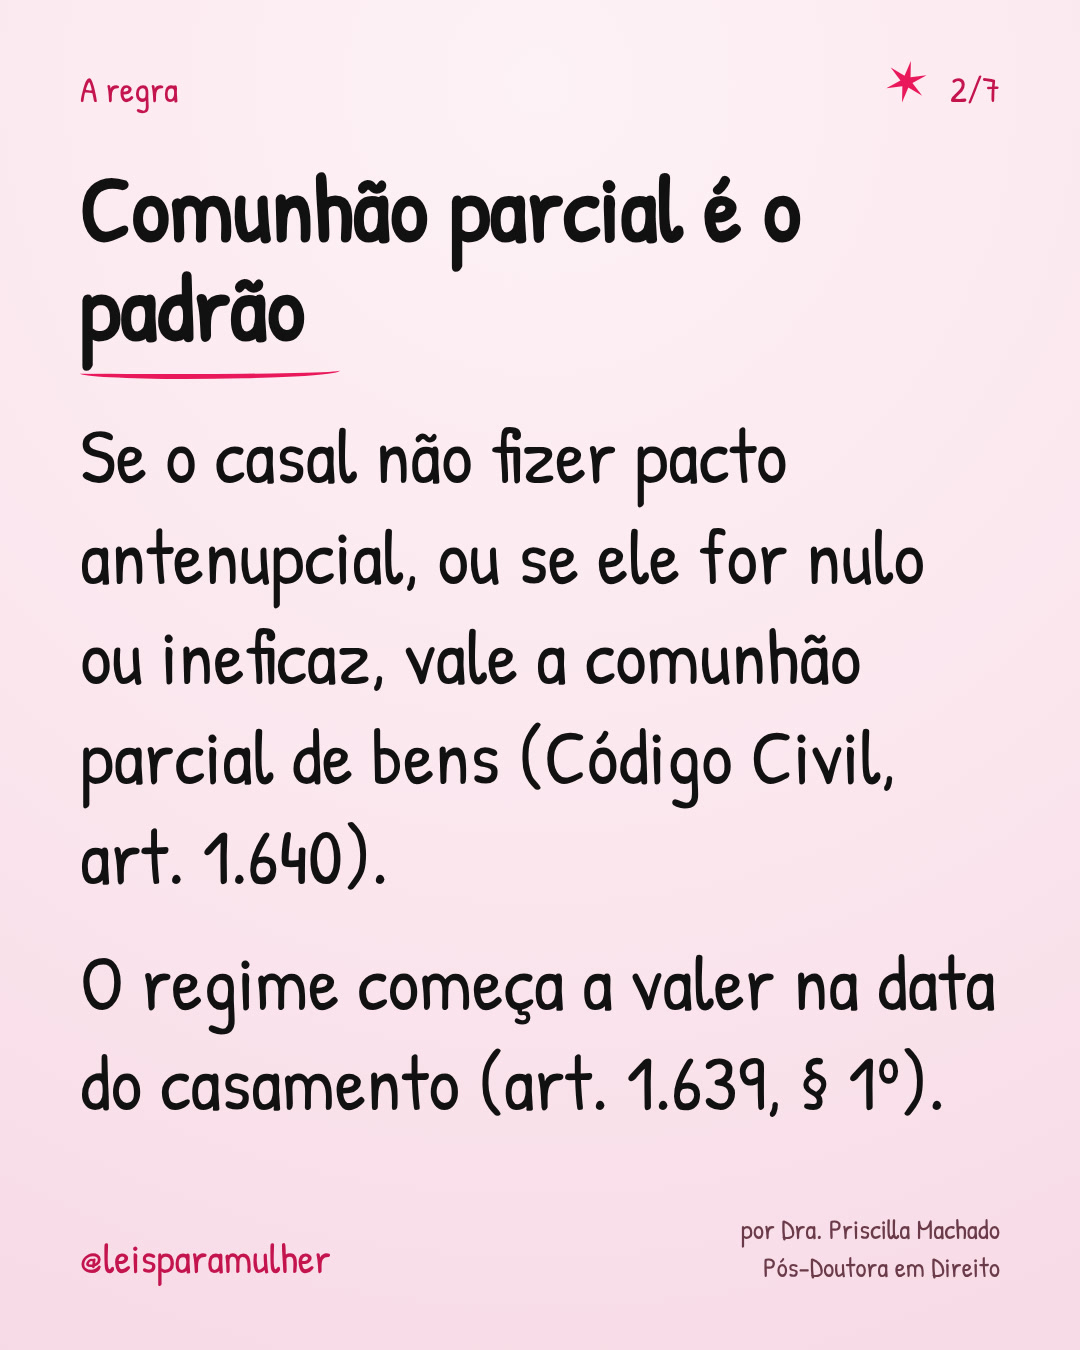 A regra
2/7
Comunhão parcial é o
padrão
Se o casal não fizer pacto
antenupcial, ou se ele for nulo
ou ineficaz, vale a comunhão
parcial de bens (Código Civil,
art. 1.640).
O regime começa a valer na data
do casamento (art. 1.639, § 1º).
@leisparamulher
por Dra. Priscilla Machado
Pós-Doutora em Direito